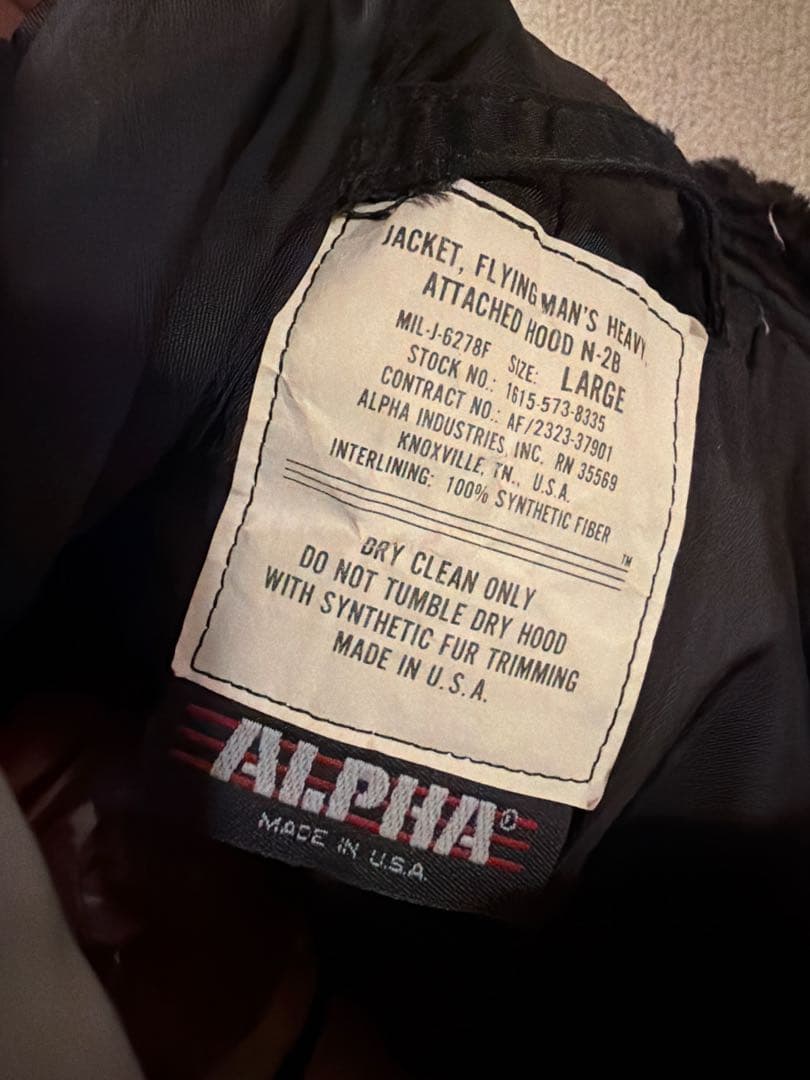 JACKET, FLYING MAN'S HEAVY,
ATTACHED HOOD N-2B
MIL-J-6278F SIZE: LARGE
STOCK NO.: 1615-573-8335
CONTRACT NO.: AF/2323-37901
ALPHA INDUSTRIES, INC. RN 35569
KNOXVILLE, TN., U.S.A.
INTERLINING: 100% SYNTHETIC FIBER
TM
DRY CLEAN ONLY
DO NOT TUMBLE DRY HOOD
WITH SYNTHETIC FUR TRIMMING
MADE IN U.S.A.
ALPHA®
MADE IN U.S.A.